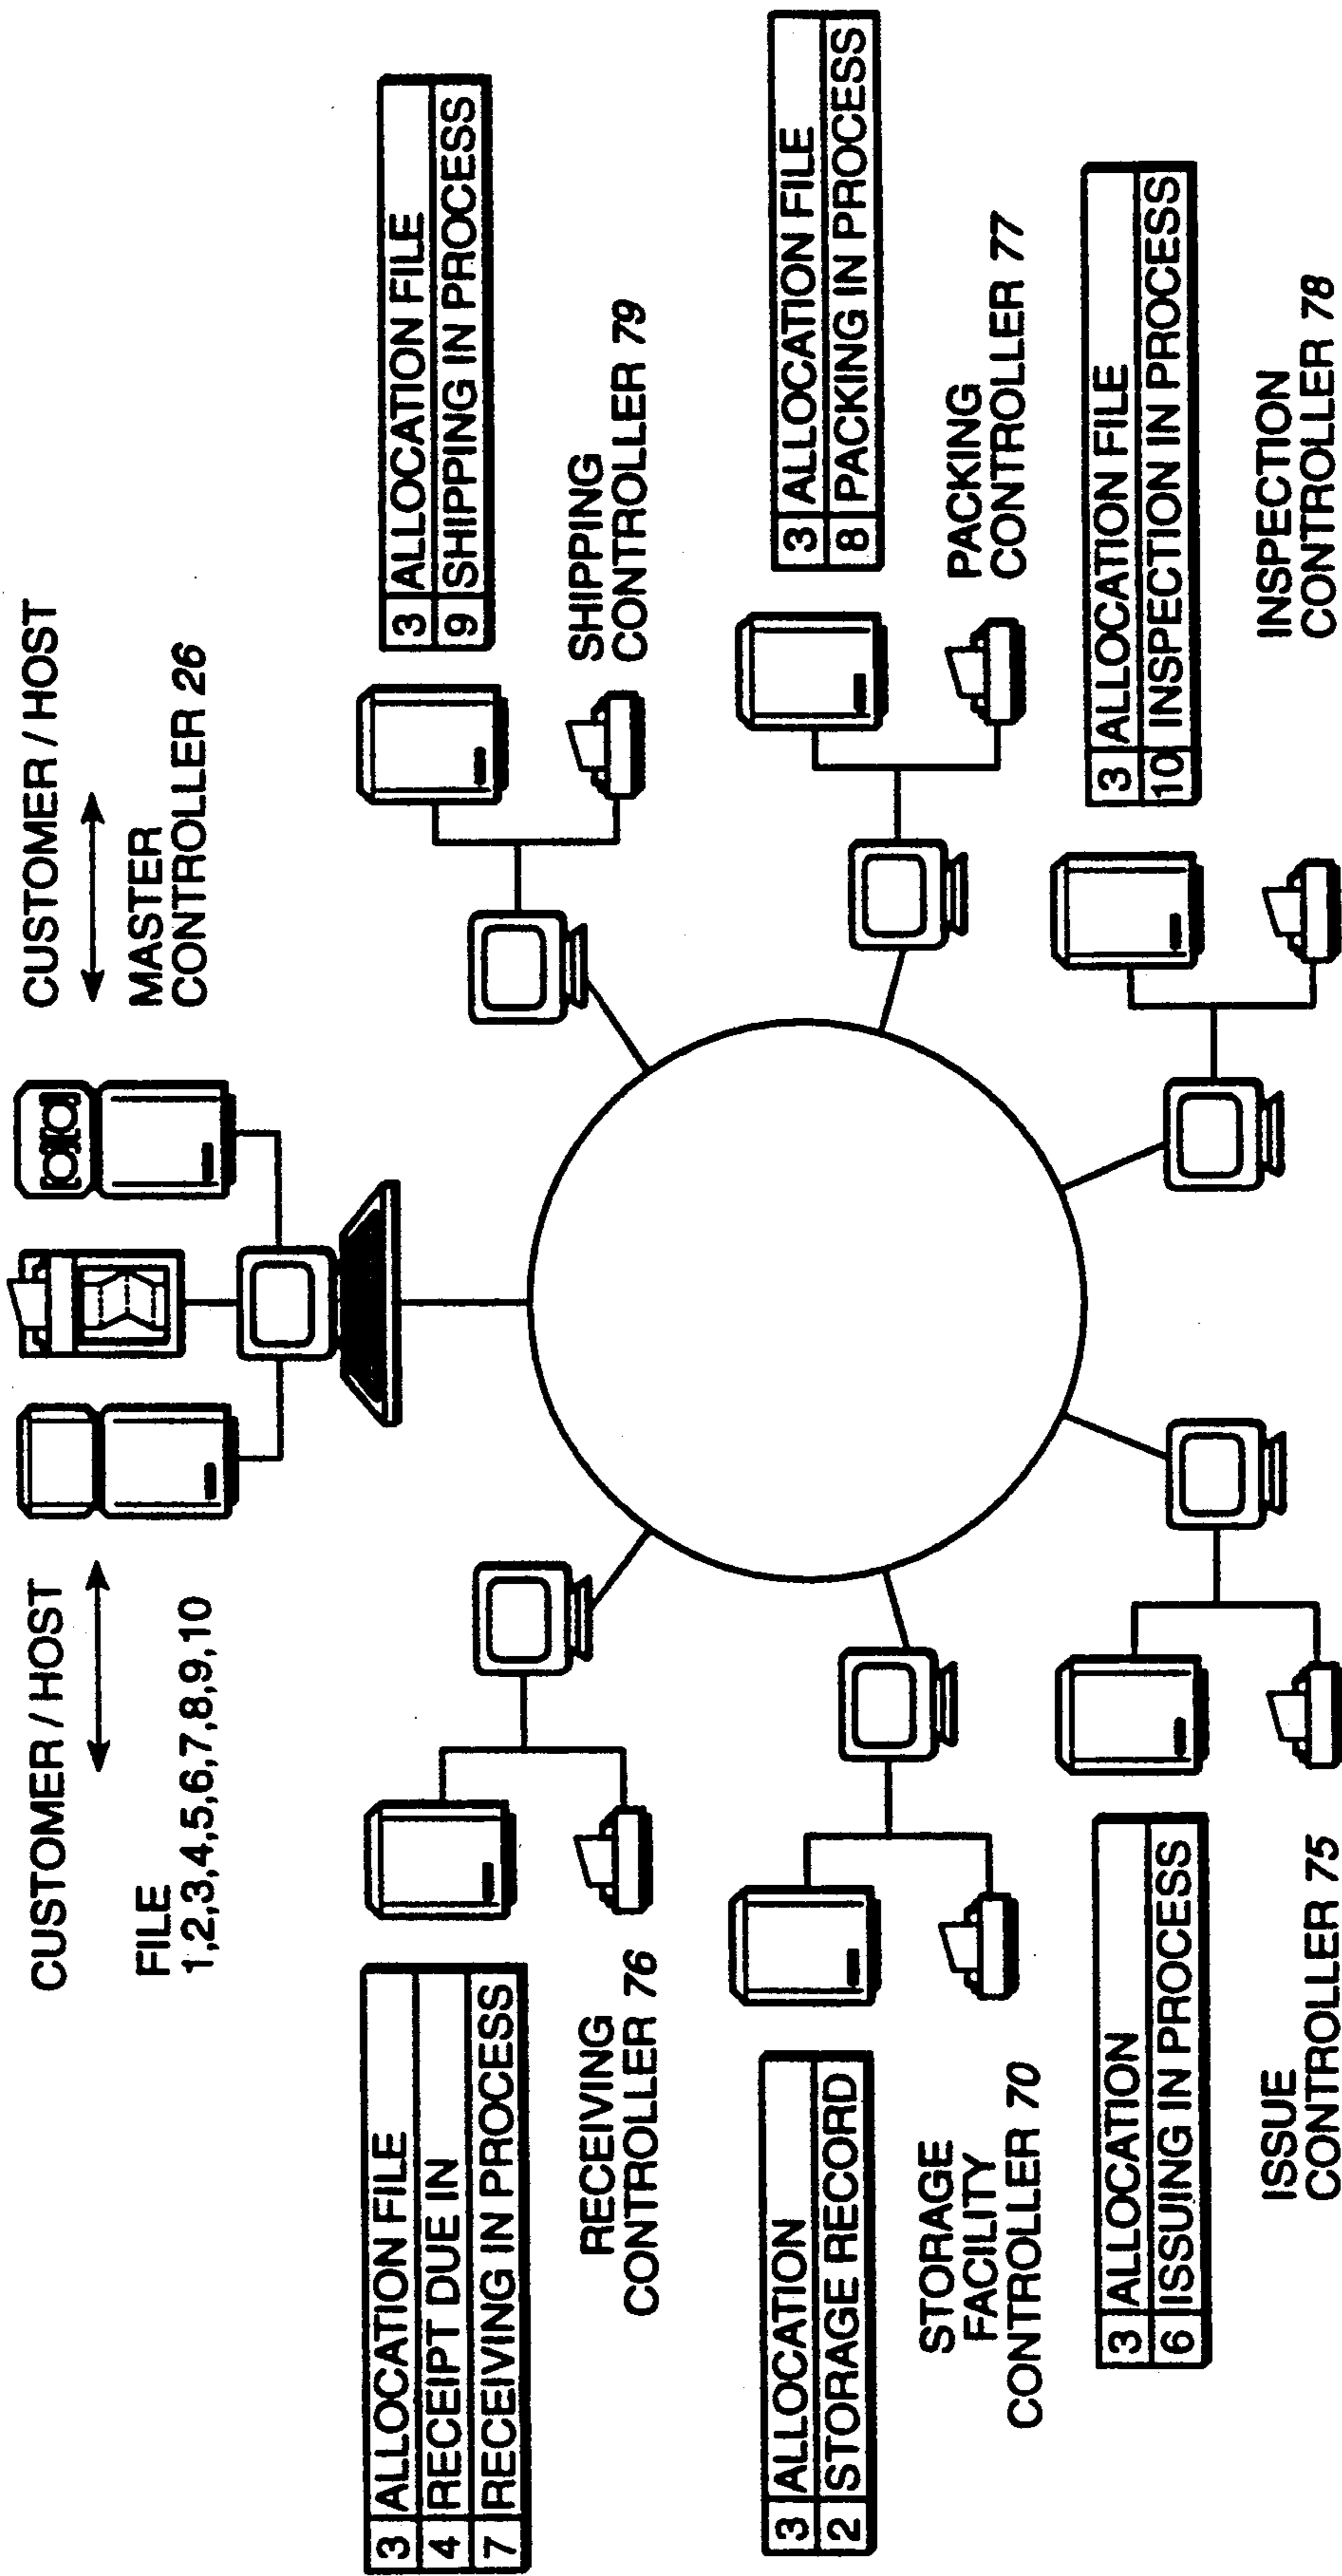 CUSTOMER / HOST
FILE
1,2,3,4,5,6,7,8,9,10
CUSTOMER / HOST
MASTER
CONTROLLER 26
3 ALLOCATION FILE
4 RECEIPT DUE IN
7 RECEIVING IN PROCESS
RECEIVING
CONTROLLER 76
3 ALLOCATION FILE
9 SHIPPING IN PROCESS
SHIPPING
CONTROLLER 79
3 ALLOCATION
2 STORAGE RECORD
STORAGE
FACILITY
CONTROLLER 70
3 ALLOCATION FILE
8 PACKING IN PROCESS
PACKING
CONTROLLER 77
3 ALLOCATION
6 ISSUING IN PROCESS
ISSUE
CONTROLLER 75
3 ALLOCATION FILE
10 INSPECTION IN PROCESS
INSPECTION
CONTROLLER 78